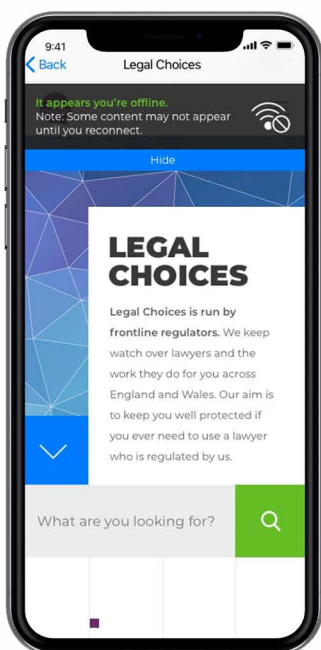 9:41
Back Legal Choices
It appears you're offline.
Note: Some content may not appear
until you reconnect.
Hide
LEGAL
CHOICES
Legal Choices is run by
frontline regulators. We keep
watch over lawyers and the
work they do for you across
England and Wales. Our aim is
to keep you well protected if
you ever need to use a lawyer
who is regulated by us.
What are you looking for?